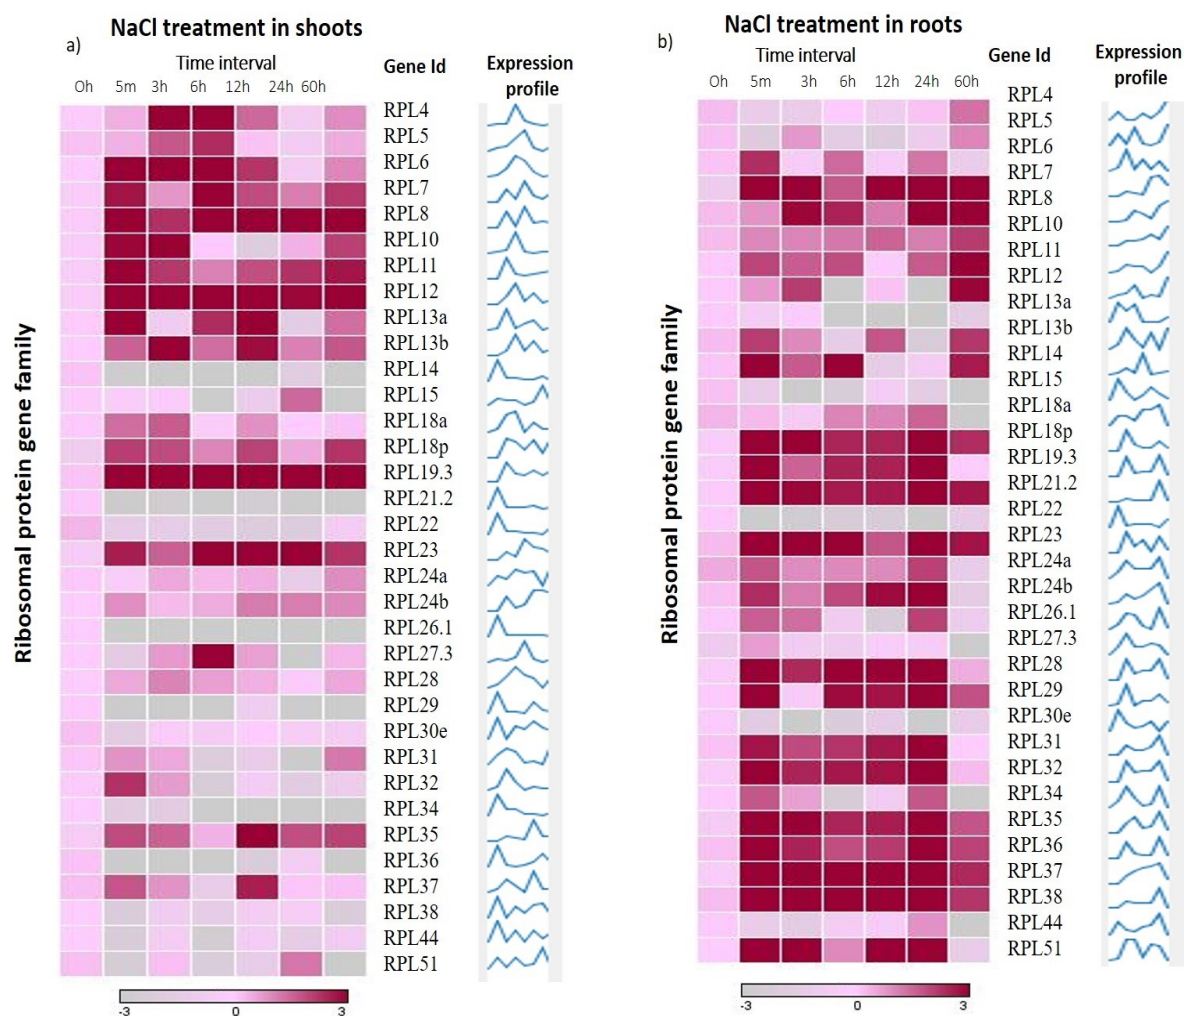 NaCl treatment in shoots
a)
Time interval
Gene Id
Expression
profile
0h 5m 3h 6h 12h 24h 60h
Ribosomal protein gene family
RPL4
RPL5
RPL6
RPL7
RPL8
RPL10
RPL11
RPL12
RPL13a
RPL13b
RPL14
RPL15
RPL18a
RPL18p
RPL19.3
RPL21.2
RPL22
RPL23
RPL24a
RPL24b
RPL26.1
RPL27.3
RPL28
RPL29
RPL30e
RPL31
RPL32
RPL34
RPL35
RPL36
RPL37
RPL38
RPL44
RPL51
-3 0 3
NaCl treatment in roots
b)
Time interval
Gene Id
Expression
profile
0h 5m 3h 6h 12h 24h 60h
Ribosomal protein gene family
RPL4
RPL5
RPL6
RPL7
RPL8
RPL10
RPL11
RPL12
RPL13a
RPL13b
RPL14
RPL15
RPL18a
RPL18p
RPL19.3
RPL21.2
RPL22
RPL23
RPL24a
RPL24b
RPL26.1
RPL27.3
RPL28
RPL29
RPL30e
RPL31
RPL32
RPL34
RPL35
RPL36
RPL37
RPL38
RPL44
RPL51
-3 0 3